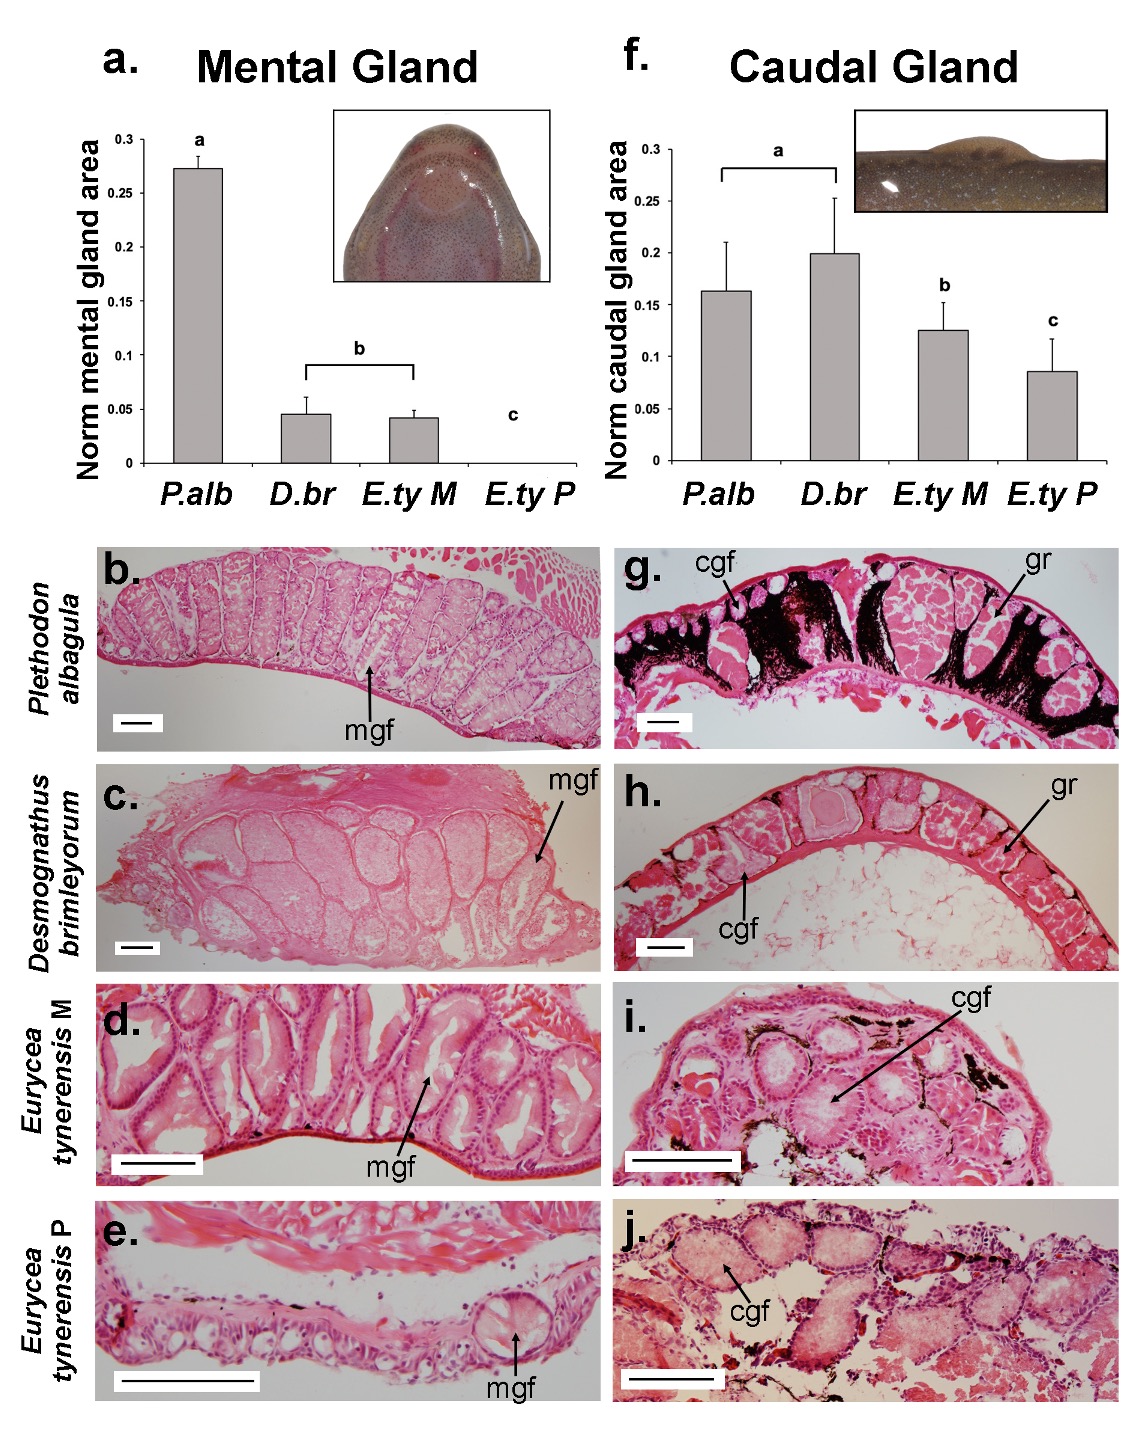 a. Mental Gland
Norm mental gland area
0.3
0.25
0.2
0.15
0.1
0.05
0
a
b
c
P.alb D.br E.ty M E.ty P
f. Caudal Gland
Norm caudal gland area
0.3
0.25
0.2
0.15
0.1
0.05
0
a
b
c
P.alb D.br E.ty M E.ty P
Plethodon
albagula
b.
mgf
g.
cgf
gr
Desmognathus
brimleyorum
c.
mgf
h.
gr
cgf
Eurycea
tynerensis M
d.
mgf
i.
cgf
Eurycea
tynerensis P
e.
mgf
j.
cgf